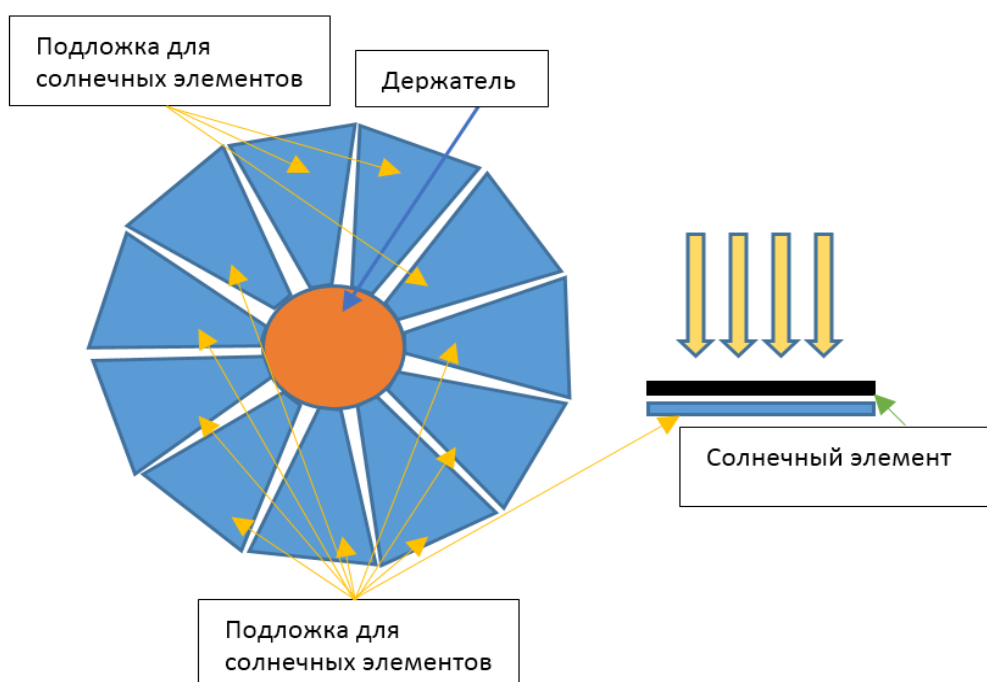 Подложка для
солнечных элементов
Держатель
Солнечный элемент
Подложка для
солнечных элементов